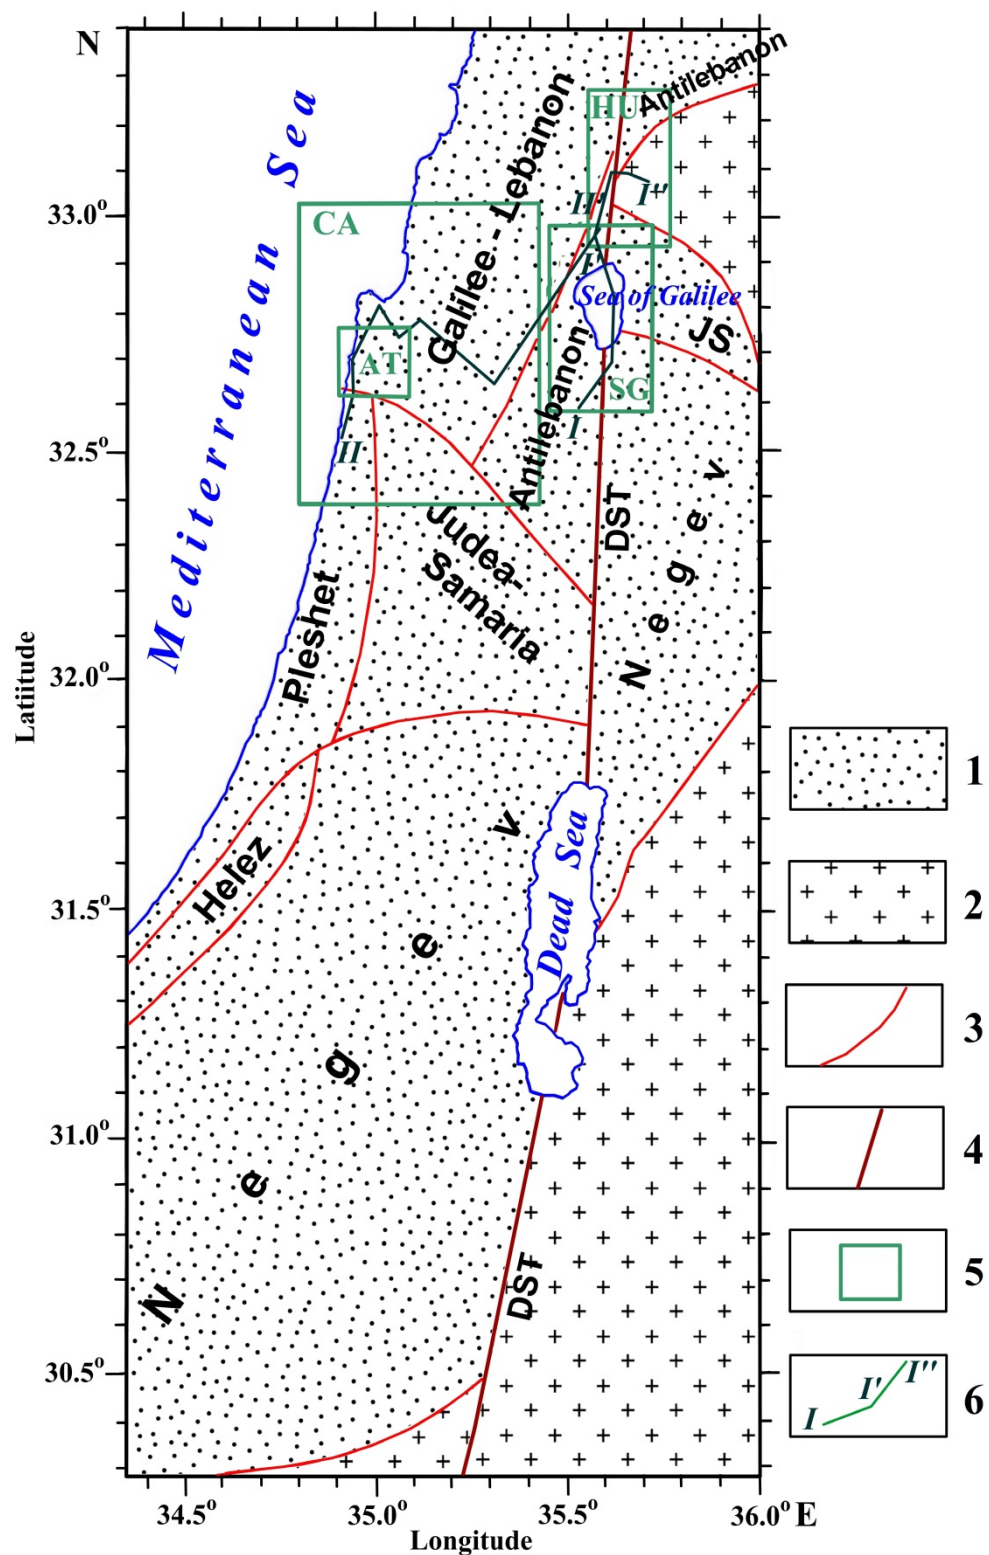 N
Mediterranean Sea
Antilebanon
HU
Galilee - Lebanon
33.0°
CA
II'
I''
I'
Sea of Galilee
JS
AT
SG
Antilebanon
I
II
32.5°
DST
Negev
Judea-
Samaria
Pleshet
32.0°
Latiitude
Helez
Dead Sea
31.5°
Negev
31.0°
DST
30.5°
34.5°
35.0°
35.5°
36.0° E
Longitude
1
2
3
4
5
I
I'
I''
6